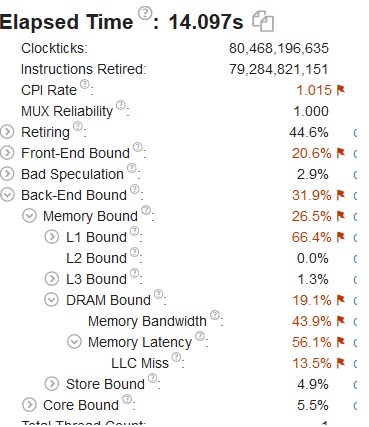 Elapsed Time ?: 14.097s
Clockticks: 80,468,196,635
Instructions Retired: 79,284,821,151
CPI Rate ?: 1.015
MUX Reliability ?: 1.000
Retiring ?: 44.6%
Front-End Bound ?: 20.6%
Bad Speculation ?: 2.9%
Back-End Bound ?: 31.9%
Memory Bound ?: 26.5%
L1 Bound ?: 66.4%
L2 Bound ?: 0.0%
L3 Bound ?: 1.3%
DRAM Bound ?: 19.1%
Memory Bandwidth ?: 43.9%
Memory Latency ?: 56.1%
LLC Miss ?: 13.5%
Store Bound ?: 4.9%
Core Bound ?: 5.5%
Total Thread Count: 1